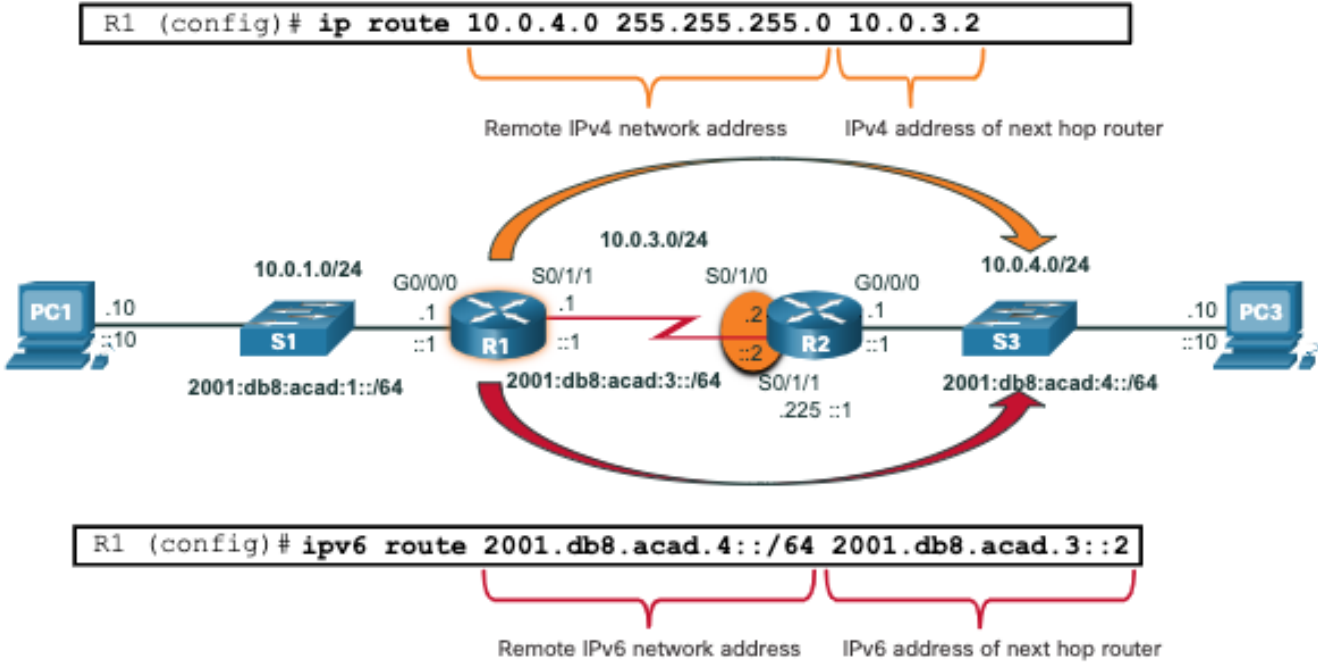 R1 (config)# ip route 10.0.4.0 255.255.255.0 10.0.3.2
Remote IPv4 network address IPv4 address of next hop router
10.0.3.0/24
10.0.1.0/24 10.0.4.0/24
G0/0/0 S0/1/1 S0/1/0 G0/0/0
PC1 .10 .1 .1 .2 .1 .10 PC3
::10 S1 ::1 R1 ::1 ::2 R2 ::1 S3 ::10
2001:db8:acad:1::/64 2001:db8:acad:3::/64 S0/1/1 2001:db8:acad:4::/64
.225 ::1
R1 (config)# ipv6 route 2001.db8.acad.4::/64 2001.db8.acad.3::2
Remote IPv6 network address IPv6 address of next hop router